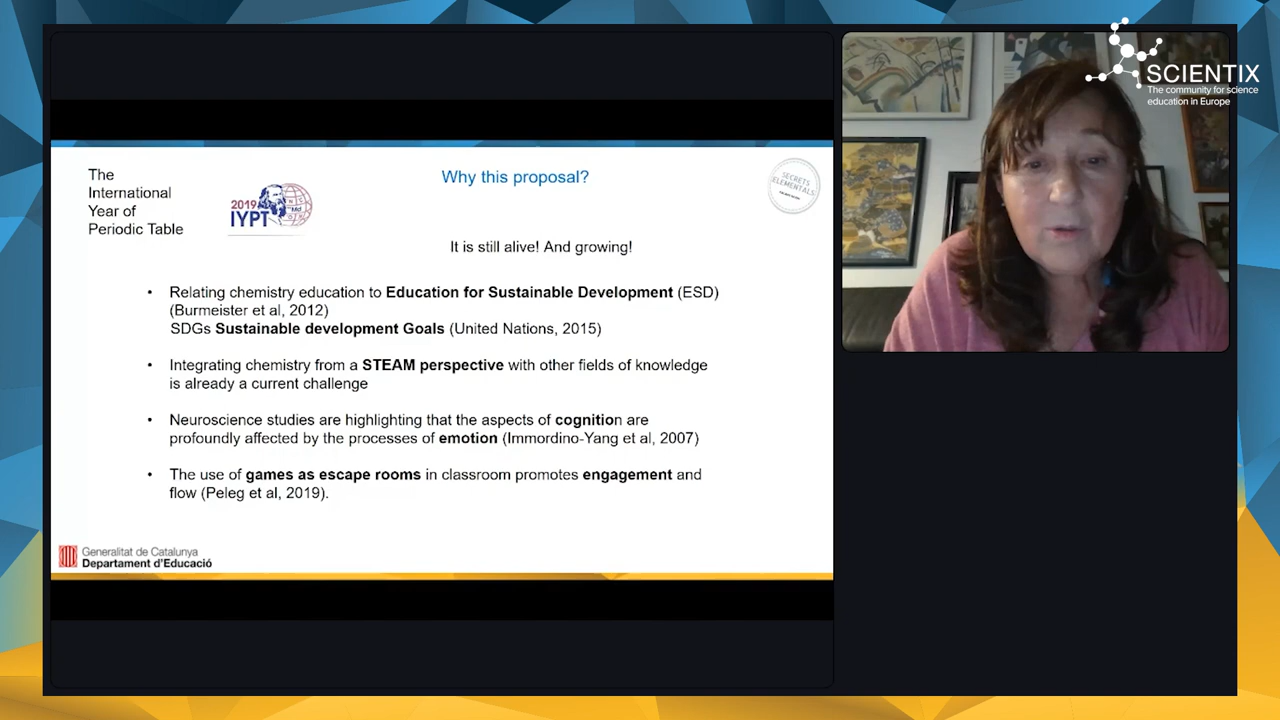 The
International
Year of
Periodic Table
2019
IYPT
Why this proposal?
SECRETS
ELEMENTALS
It is still alive! And growing!
• Relating chemistry education to Education for Sustainable Development (ESD)
(Burmeister et al, 2012)
SDGs Sustainable development Goals (United Nations, 2015)
• Integrating chemistry from a STEAM perspective with other fields of knowledge
is already a current challenge
• Neuroscience studies are highlighting that the aspects of cognition are
profoundly affected by the processes of emotion (Immordino-Yang et al, 2007)
• The use of games as escape rooms in classroom promotes engagement and
flow (Peleg et al, 2019).
Generalitat de Catalunya
Departament d'Educació
SCIENTIX
The community for science
education in Europe